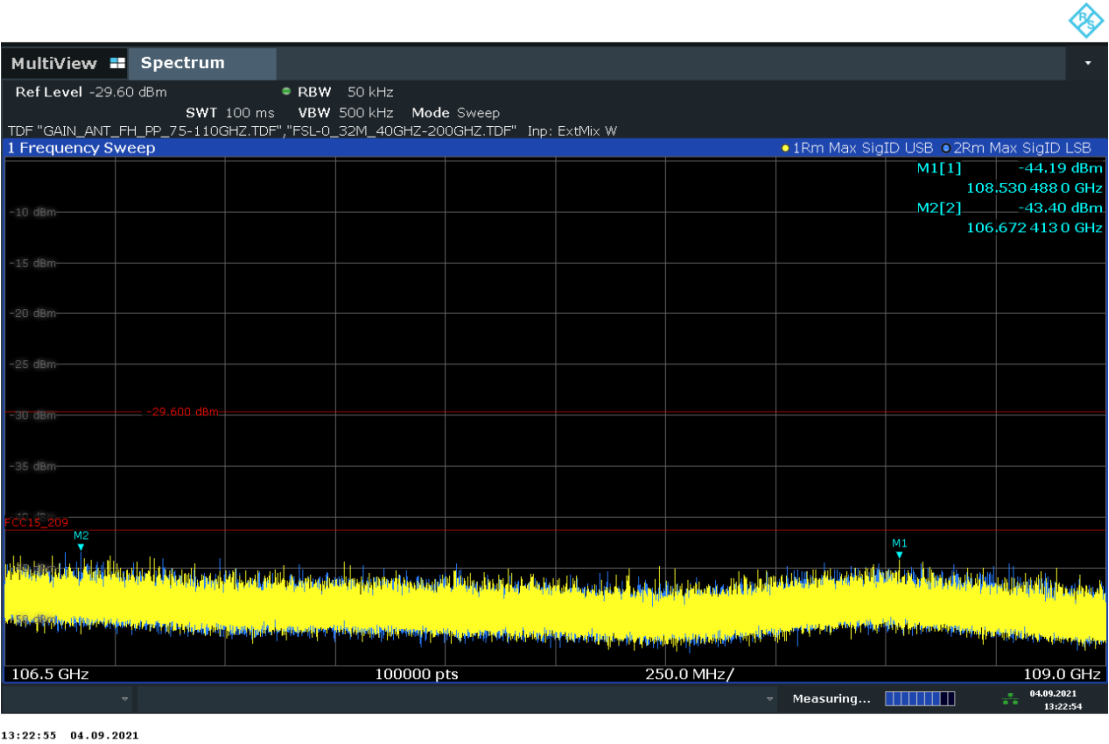 R&S
MultiView Spectrum
Ref Level -29.60 dBm RBW 50 kHz
SWT 100 ms VBW 500 kHz Mode Sweep
TDF "GAIN_ANT_FH_PP_75-110GHZ.TDF","FSL-0_32M_40GHZ-200GHZ.TDF" Inp: ExtMix W
1 Frequency Sweep 1Rm Max SigID USB 2Rm Max SigID LSB
M1[1] -44.19 dBm
108.530 488 0 GHz
M2[2] -43.40 dBm
106.672 413 0 GHz
-10 dBm
-15 dBm
-20 dBm
-25 dBm
-29.600 dBm
-30 dBm
-35 dBm
FCC15_209
M2
M1
106.5 GHz 100000 pts 250.0 MHz/ 109.0 GHz
Measuring... 04.09.2021
13:22:54
13:22:55 04.09.2021